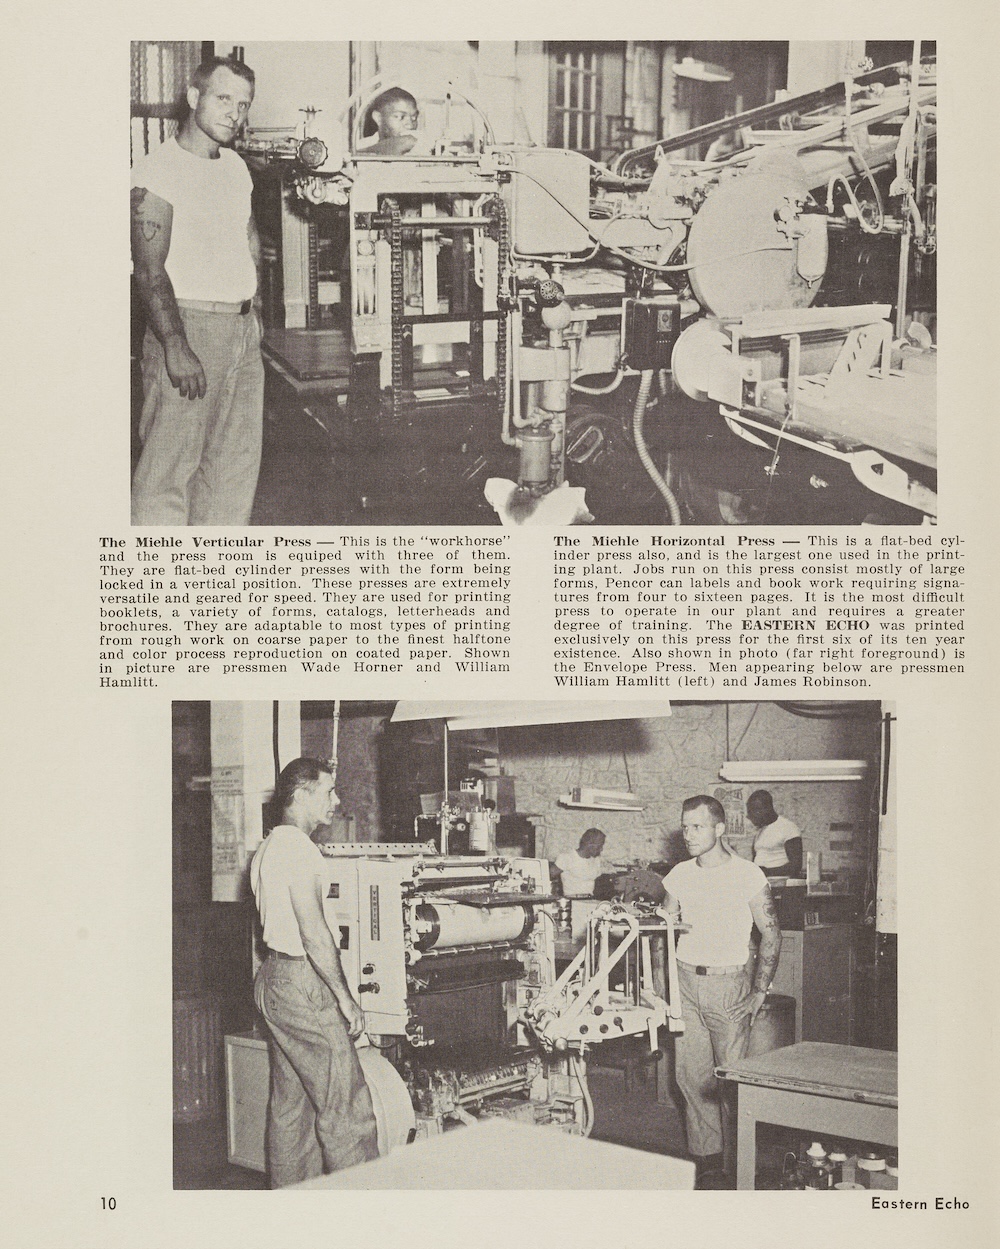 The Miehle Verticular Press — This is the "workhorse"
and the press room is equiped with three of them.
They are flat-bed cylinder presses with the form being
locked in a vertical position. These presses are extremely
versatile and geared for speed. They are used for printing
booklets, a variety of forms, catalogs, letterheads and
brochures. They are adaptable to most types of printing
from rough work on coarse paper to the finest halftone
and color process reproduction on coated paper. Shown
in picture are pressmen Wade Horner and William
Hamlitt.
The Miehle Horizontal Press — This is a flat-bed cyl-
inder press also, and is the largest one used in the print-
ing plant. Jobs run on this press consist mostly of large
forms, Pencor can labels and book work requiring signa-
tures from four to sixteen pages. It is the most difficult
press to operate in our plant and requires a greater
degree of training. The EASTERN ECHO was printed
exclusively on this press for the first six of its ten year
existence. Also shown in photo (far right foreground) is
the Envelope Press. Men appearing below are pressmen
William Hamlitt (left) and James Robinson.
VERTICAL
10
Eastern Echo